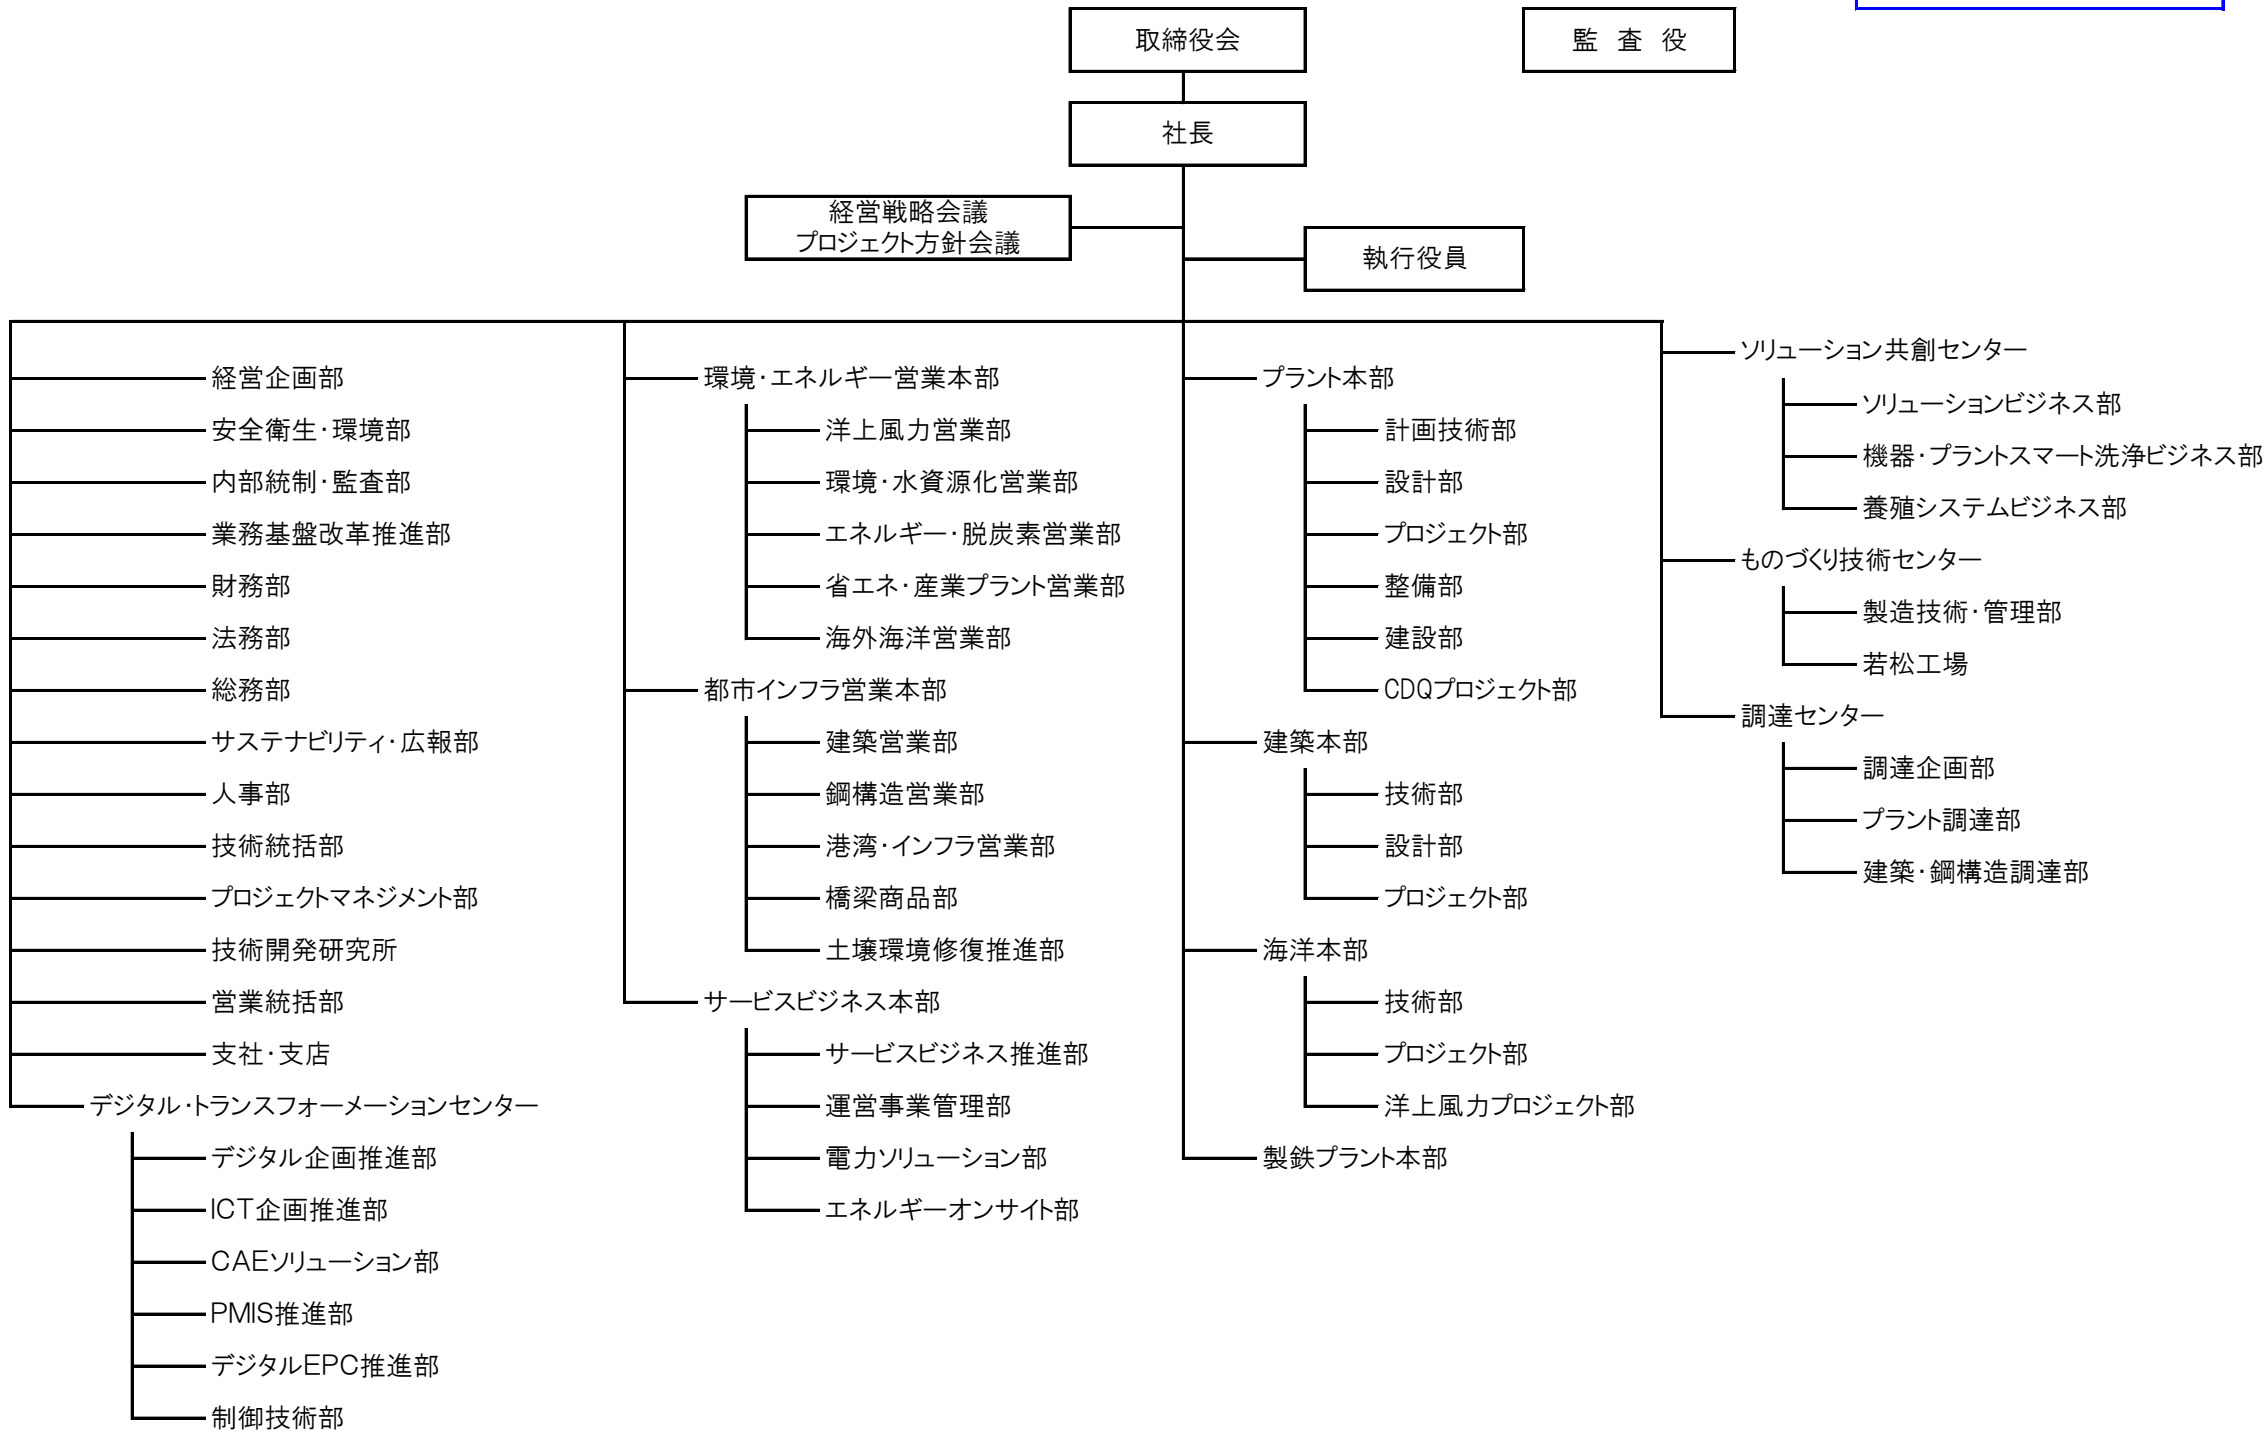 取締役会
監 査 役
社長
経営戦略会議
プロジェクト方針会議
執行役員
経営企画部
安全衛生・環境部
内部統制・監査部
業務基盤改革推進部
財務部
法務部
総務部
サステナビリティ・広報部
人事部
技術統括部
プロジェクトマネジメント部
技術開発研究所
営業統括部
支社・支店
デジタル・トランスフォーメーションセンター
デジタル企画推進部
ICT企画推進部
CAEソリューション部
PMIS推進部
デジタルEPC推進部
制御技術部
環境・エネルギー営業本部
洋上風力営業部
環境・水資源化営業部
エネルギー・脱炭素営業部
省エネ・産業プラント営業部
海外海洋営業部
都市インフラ営業本部
建築営業部
鋼構造営業部
港湾・インフラ営業部
橋梁商品部
土壌環境修復推進部
サービスビジネス本部
サービスビジネス推進部
運営事業管理部
電力ソリューション部
エネルギーオンサイト部
プラント本部
計画技術部
設計部
プロジェクト部
整備部
建設部
CDQプロジェクト部
建築本部
技術部
設計部
プロジェクト部
海洋本部
技術部
プロジェクト部
洋上風力プロジェクト部
製鉄プラント本部
ソリューション共創センター
ソリューションビジネス部
機器・プラントスマート洗浄ビジネス部
養殖システムビジネス部
ものづくり技術センター
製造技術・管理部
若松工場
調達センター
調達企画部
プラント調達部
建築・鋼構造調達部